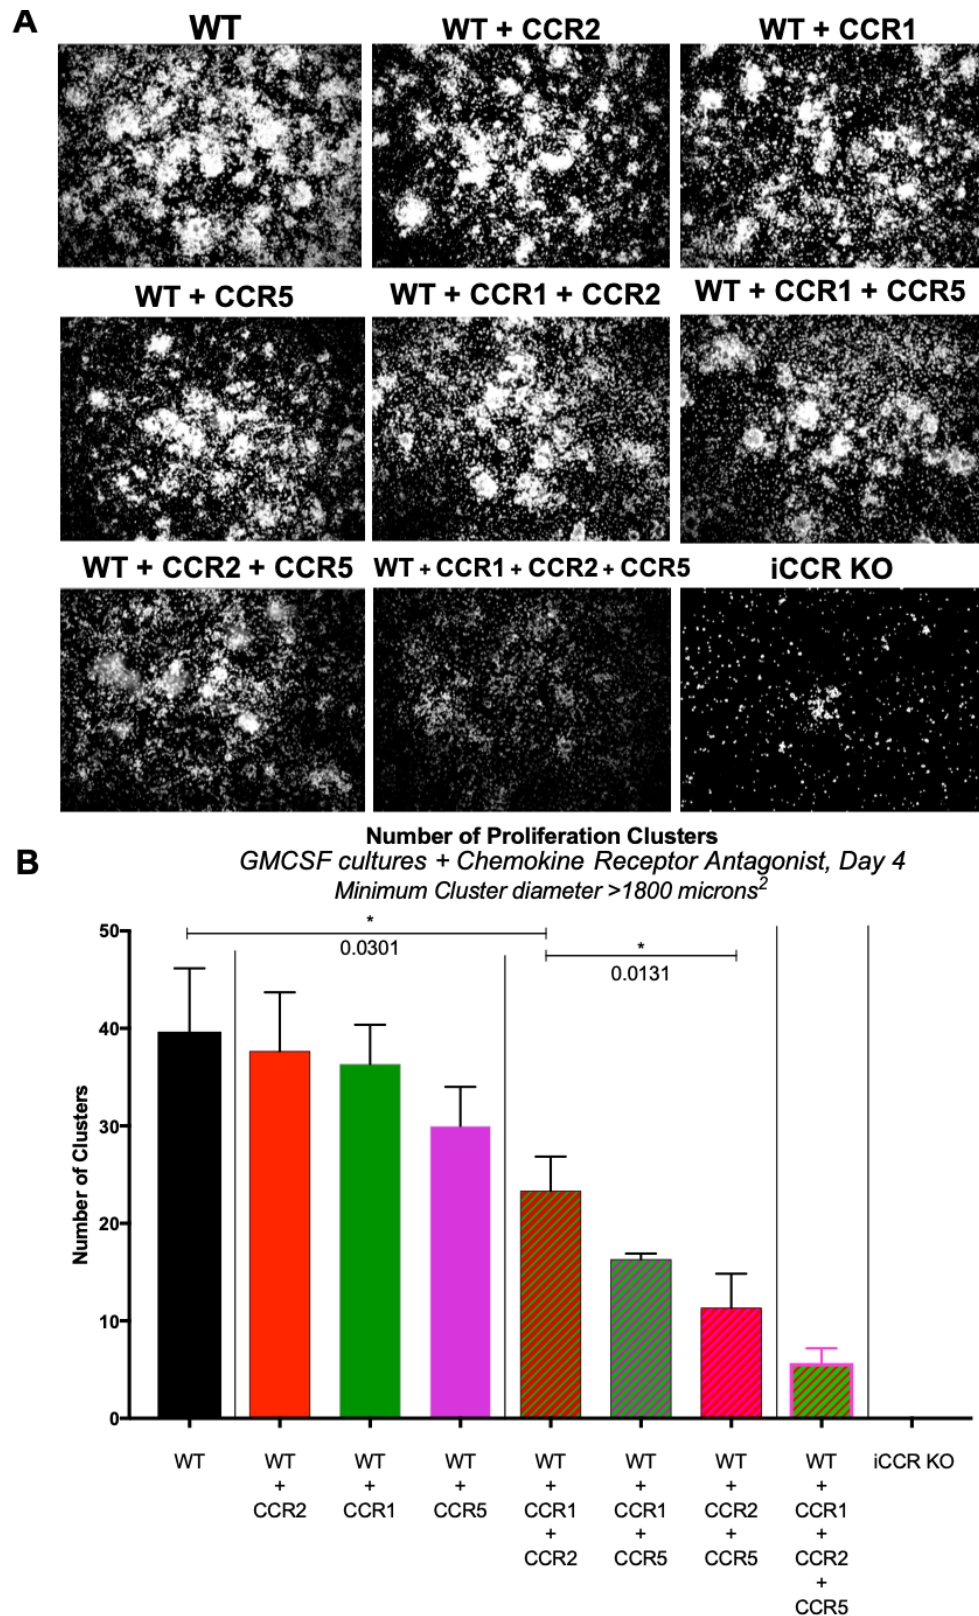 A
WT
WT + CCR2
WT + CCR1
WT + CCR5
WT + CCR1 + CCR2
WT + CCR1 + CCR5
WT + CCR2 + CCR5
WT + CCR1 + CCR2 + CCR5
iCCR KO
B
Number of Proliferation Clusters
GMCSF cultures + Chemokine Receptor Antagonist, Day 4
Minimum Cluster diameter >1800 microns²
*
0.0301
*
0.0131
Number of Clusters
50
40
30
20
10
0
WT
WT
+
CCR2
WT
+
CCR1
WT
+
CCR5
WT
+
CCR1
+
CCR2
WT
+
CCR1
+
CCR5
WT
+
CCR2
+
CCR5
WT
+
CCR1
+
CCR2
+
CCR5
iCCR KO